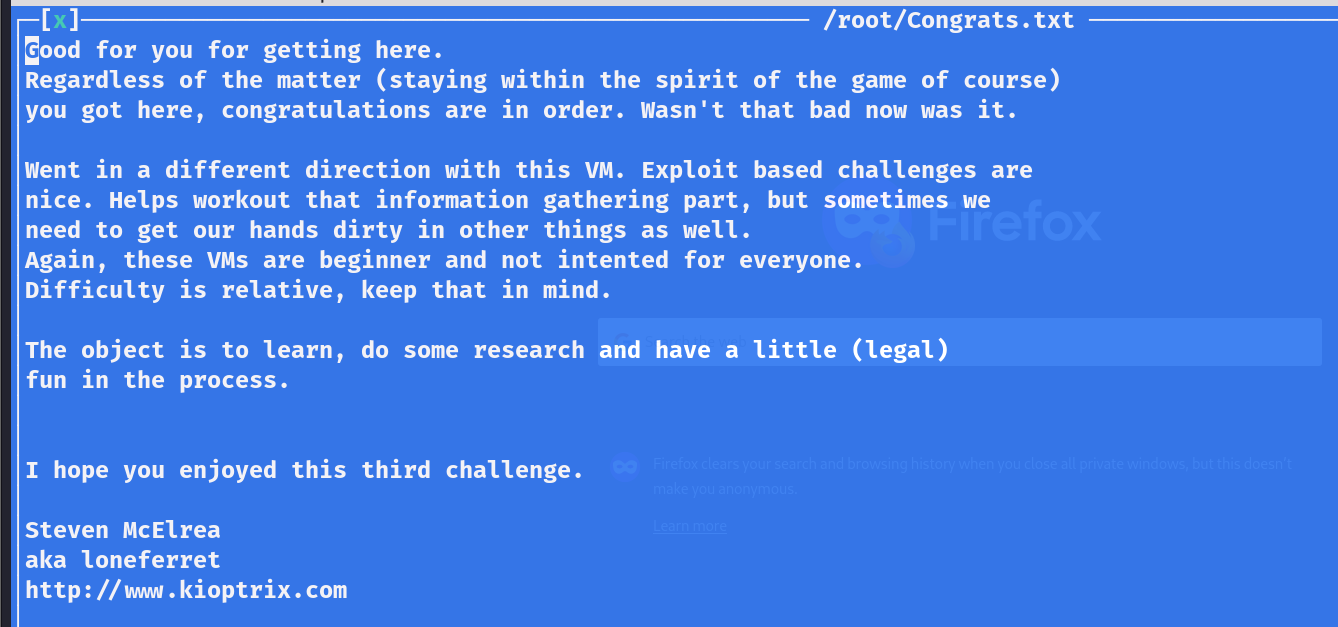 [x] /root/Congrats.txt
Good for you for getting here.
Regardless of the matter (staying within the spirit of the game of course)
you got here, congratulations are in order. Wasn't that bad now was it.
Went in a different direction with this VM. Exploit based challenges are
nice. Helps workout that information gathering part, but sometimes we
need to get our hands dirty in other things as well.
Again, these VMs are beginner and not intented for everyone.
Difficulty is relative, keep that in mind.
The object is to learn, do some research and have a little (legal)
fun in the process.
I hope you enjoyed this third challenge.
Steven McElrea
aka loneferret
http://www.kioptrix.com
Firefox
Firefox clears your search and browsing history when you close all private windows, but this doesn't
make you anonymous.
Learn more